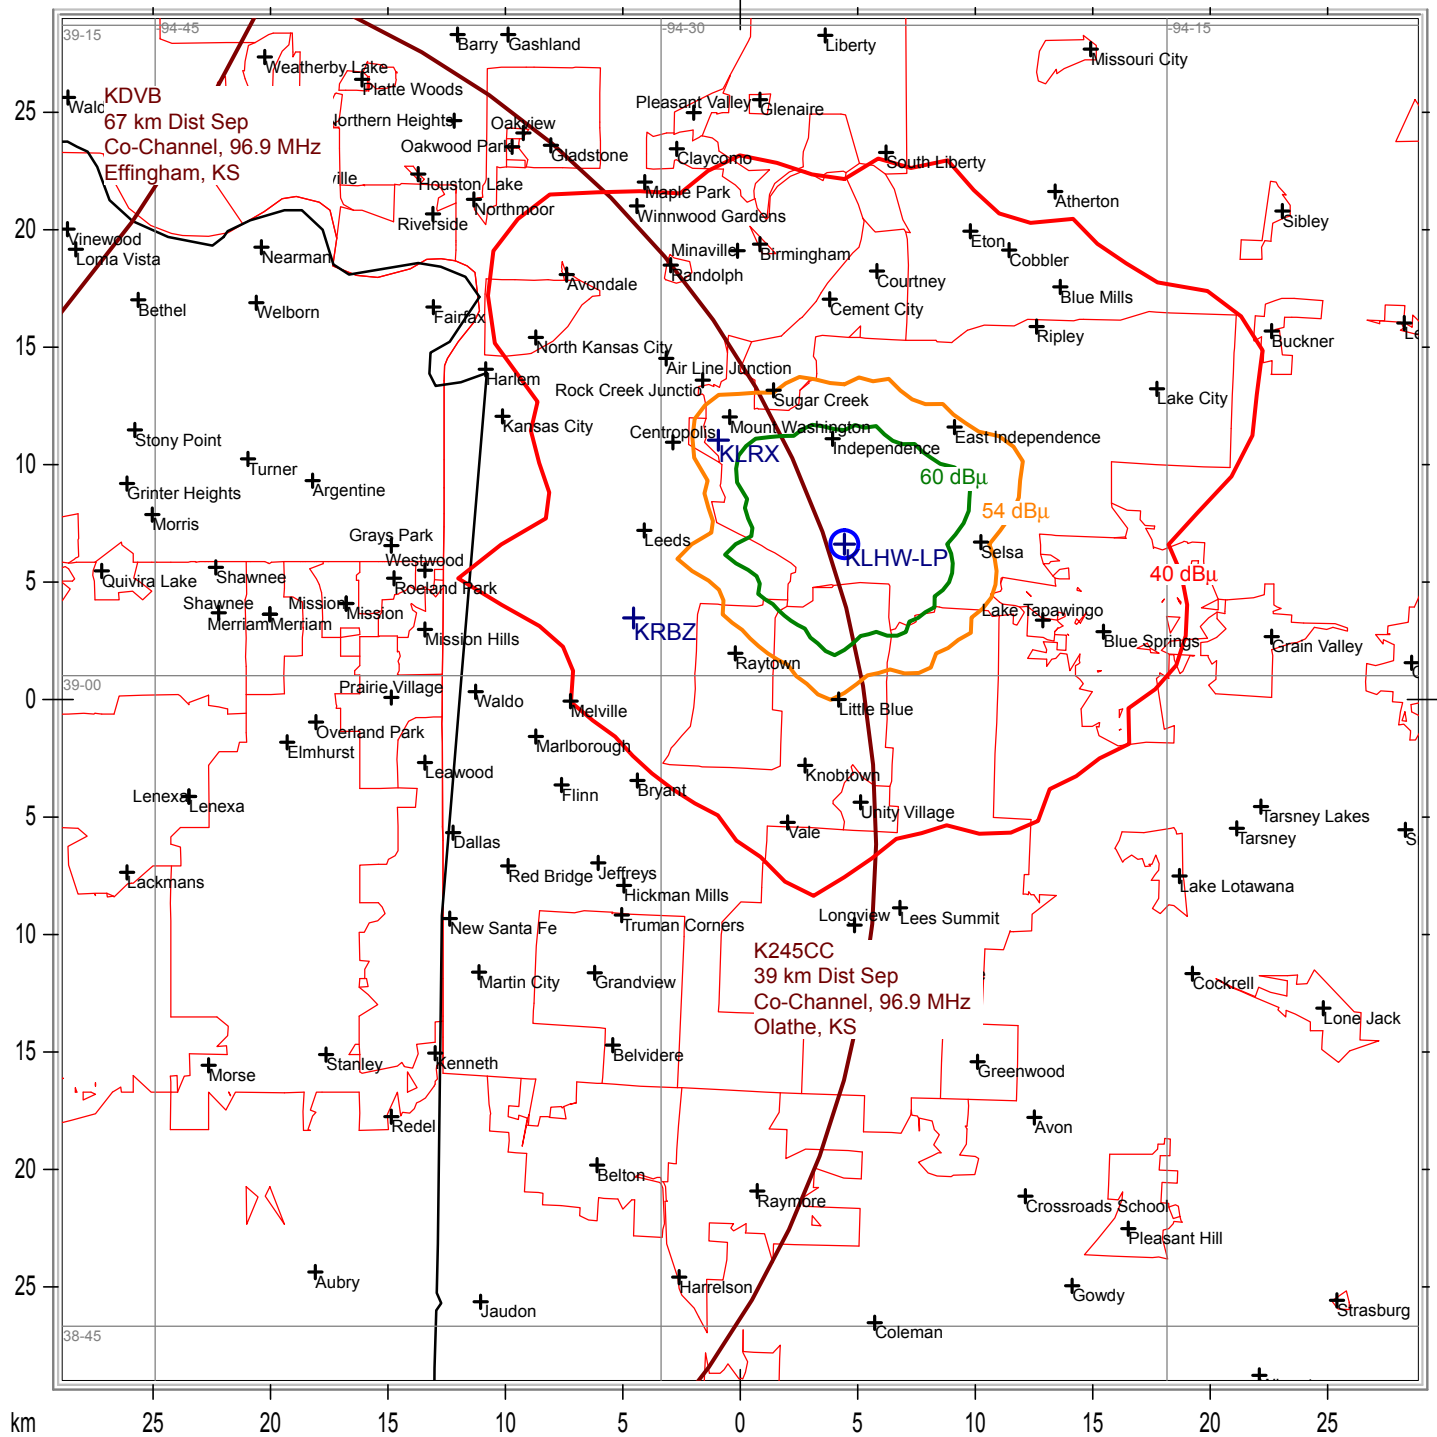 39-15
-94-45
-94-30
-94-15
Barry
Gashland
Liberty
Missouri City
Weatherby Lake
Platte Woods
KDVB
67 km Dist Sep
Co-Channel, 96.9 MHz
Effingham, KS
Pleasant Valley
Glenaire
Oakview
Oakwood Park
Gladstone
Claycomo
South Liberty
Houston Lake
Maple Park
Northmoor
Winnwood Gardens
Riverside
Atherton
Sibley
Vinewood
Loma Vista
Nearman
Minaville
Birmingham
Eton
Cobbler
Randolph
Avondale
Courtney
Blue Mills
Bethel
Welborn
Fairfax
Cement City
Ripley
Buckner
North Kansas City
Air Line Junction
Harlem
Rock Creek Junctio
Sugar Creek
Lake City
Kansas City
Mount Washington
Stony Point
Centropolis
East Independence
Independence
KLRX
Turner
60 dBμ
Argentine
Grinter Heights
54 dBμ
Morris
Grays Park
Leeds
Westwood
KLHW-LP
Selsa
Quivira Lake
Shawnee
Roeland Park
40 dBμ
Shawnee
Mission
Mission
Lake Tapawingo
Merriam
Merriam
KRBZ
Mission Hills
Blue Springs
Grain Valley
Raytown
39-00
Prairie Village
Waldo
Melville
Little Blue
Overland Park
Elmhurst
Marlborough
Leawood
Knobtown
Lenexa
Lenexa
Flinn
Bryant
Unity Village
Tarsney Lakes
Tarsney
Vale
Dallas
Red Bridge
Jeffreys
Lackmans
Hickman Mills
Lake Lotawana
New Santa Fe
Truman Corners
Longview
Lees Summit
K245CC
39 km Dist Sep
Co-Channel, 96.9 MHz
Olathe, KS
Martin City
Grandview
Cockrell
Lone Jack
Belvidere
Stanley
Kenneth
Morse
Greenwood
Redel
Avon
Belton
Raymore
Crossroads School
Pleasant Hill
Aubry
Harrelson
Gowdy
Jaudon
Strasburg
Coleman
38-45
25
20
15
10
5
0
5
10
15
20
25
km
25
20
15
10
5
0
5
10
15
20
25